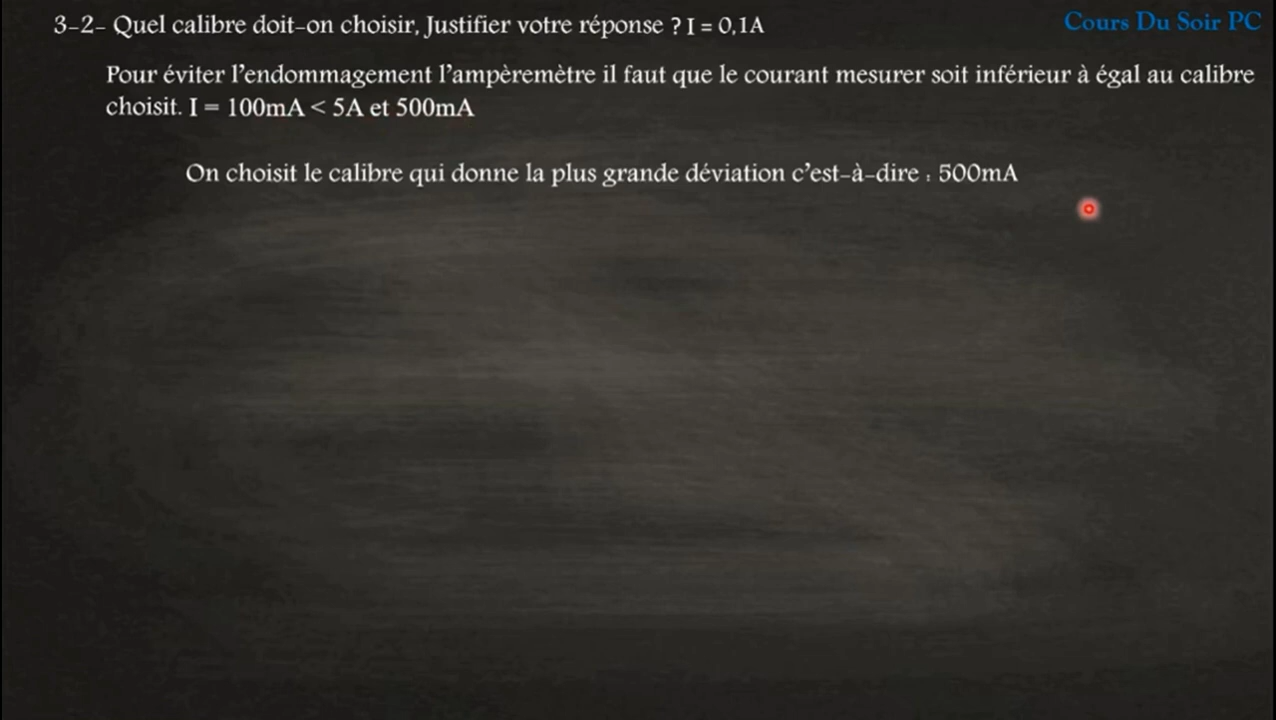 3-2- Quel calibre doit-on choisir, Justifier votre réponse ? I = 0,1A
Cours Du Soir PC
Pour éviter l’endommagement l’ampèremètre il faut que le courant mesurer soit inférieur à égal au calibre
choisit. I = 100mA < 5A et 500mA
On choisit le calibre qui donne la plus grande déviation c’est-à-dire : 500mA